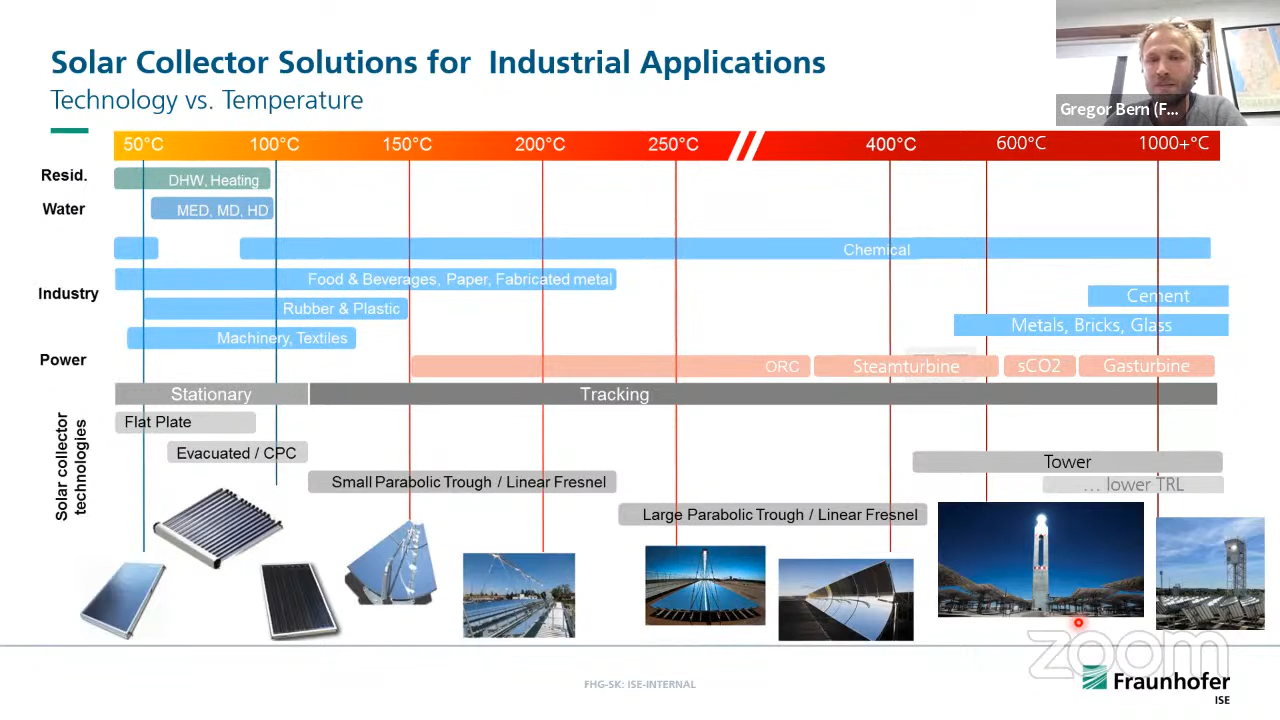 Solar Collector Solutions for Industrial Applications
Technology vs. Temperature
Gregor Bern (F...
50°C 100°C 150°C 200°C 250°C 400°C 600°C 1000+°C
Resid.
DHW, Heating
Water
MED, MD, HD
Chemical
Industry
Food & Beverages, Paper, Fabricated metal
Cement
Rubber & Plastic
Metals, Bricks, Glass
Machinery, Textiles
Power
ORC Steamturbine sCO2 Gasturbine
Stationary Tracking
Solar collector
technologies
Flat Plate
Evacuated / CPC
Tower
Small Parabolic Trough / Linear Fresnel
... lower TRL
Large Parabolic Trough / Linear Fresnel
zoom
FHG-SK: ISE-INTERNAL
Fraunhofer
ISE